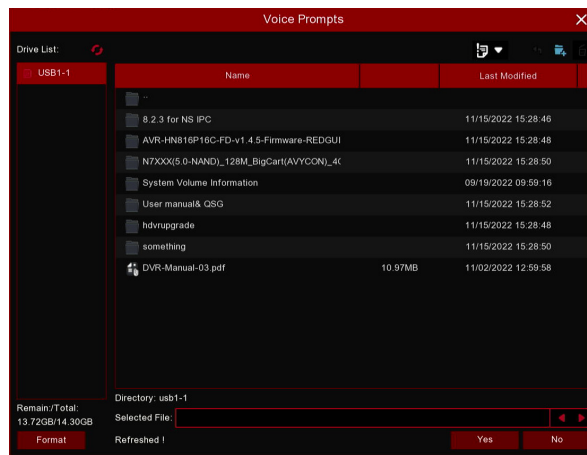 Voice Prompts
Drive List:
USB1-1
Name Last Modified
..
8.2.3 for NS IPC 11/15/2022 15:28:46
AVR-HN816P16C-FD-v1.4.5-Firmware-REDGUI 11/15/2022 15:28:48
N7XXX(5.0-NAND)_128M_BigCart(AVYCON)_4( 11/15/2022 15:28:50
System Volume Information 09/19/2022 09:59:16
User manual& QSG 11/15/2022 15:28:52
hdvrupgrade 11/15/2022 15:28:48
something 11/15/2022 15:28:50
DVR-Manual-03.pdf 10.97MB 11/02/2022 12:59:58
Directory: usb1-1
Remain:/Total:
13.72GB/14.30GB
Selected File:
Format Refreshed ! Yes No